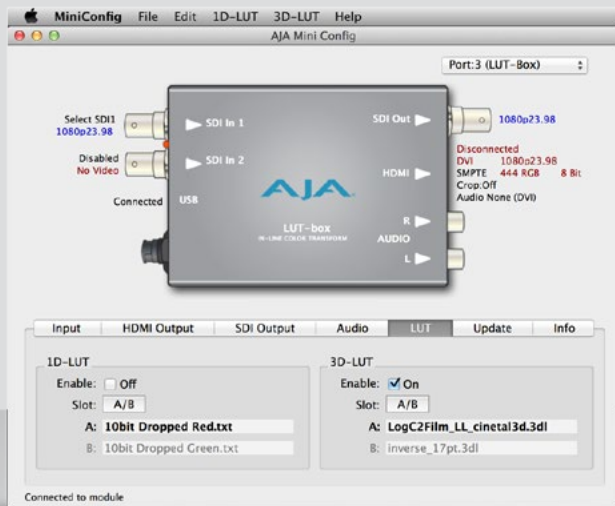 MiniConfig File Edit 1D-LUT 3D-LUT Help
AJA Mini Config
Port:3 (LUT-Box)
Select SDI1
1080p23.98
SDI In 1
SDI Out
1080p23.98
Disabled
No Video
SDI In 2
HDMI
Disconnected
DVI 1080p23.98
SMPTE 444 RGB 8 Bit
Crop:Off
Audio None (DVI)
Connected
USB
AJA
LUT-box
IN-LINE COLOR TRANSFORM
R
AUDIO
L
Input HDMI Output SDI Output Audio LUT Update Info
1D-LUT
Enable: Off
Slot: A/B
A: 10bit Dropped Red.txt
B: 10bit Dropped Green.txt
3D-LUT
Enable: On
Slot: A/B
A: LogC2Film_LL_cinetal3d.3dl
B: inverse_17pt.3dl
Connected to module